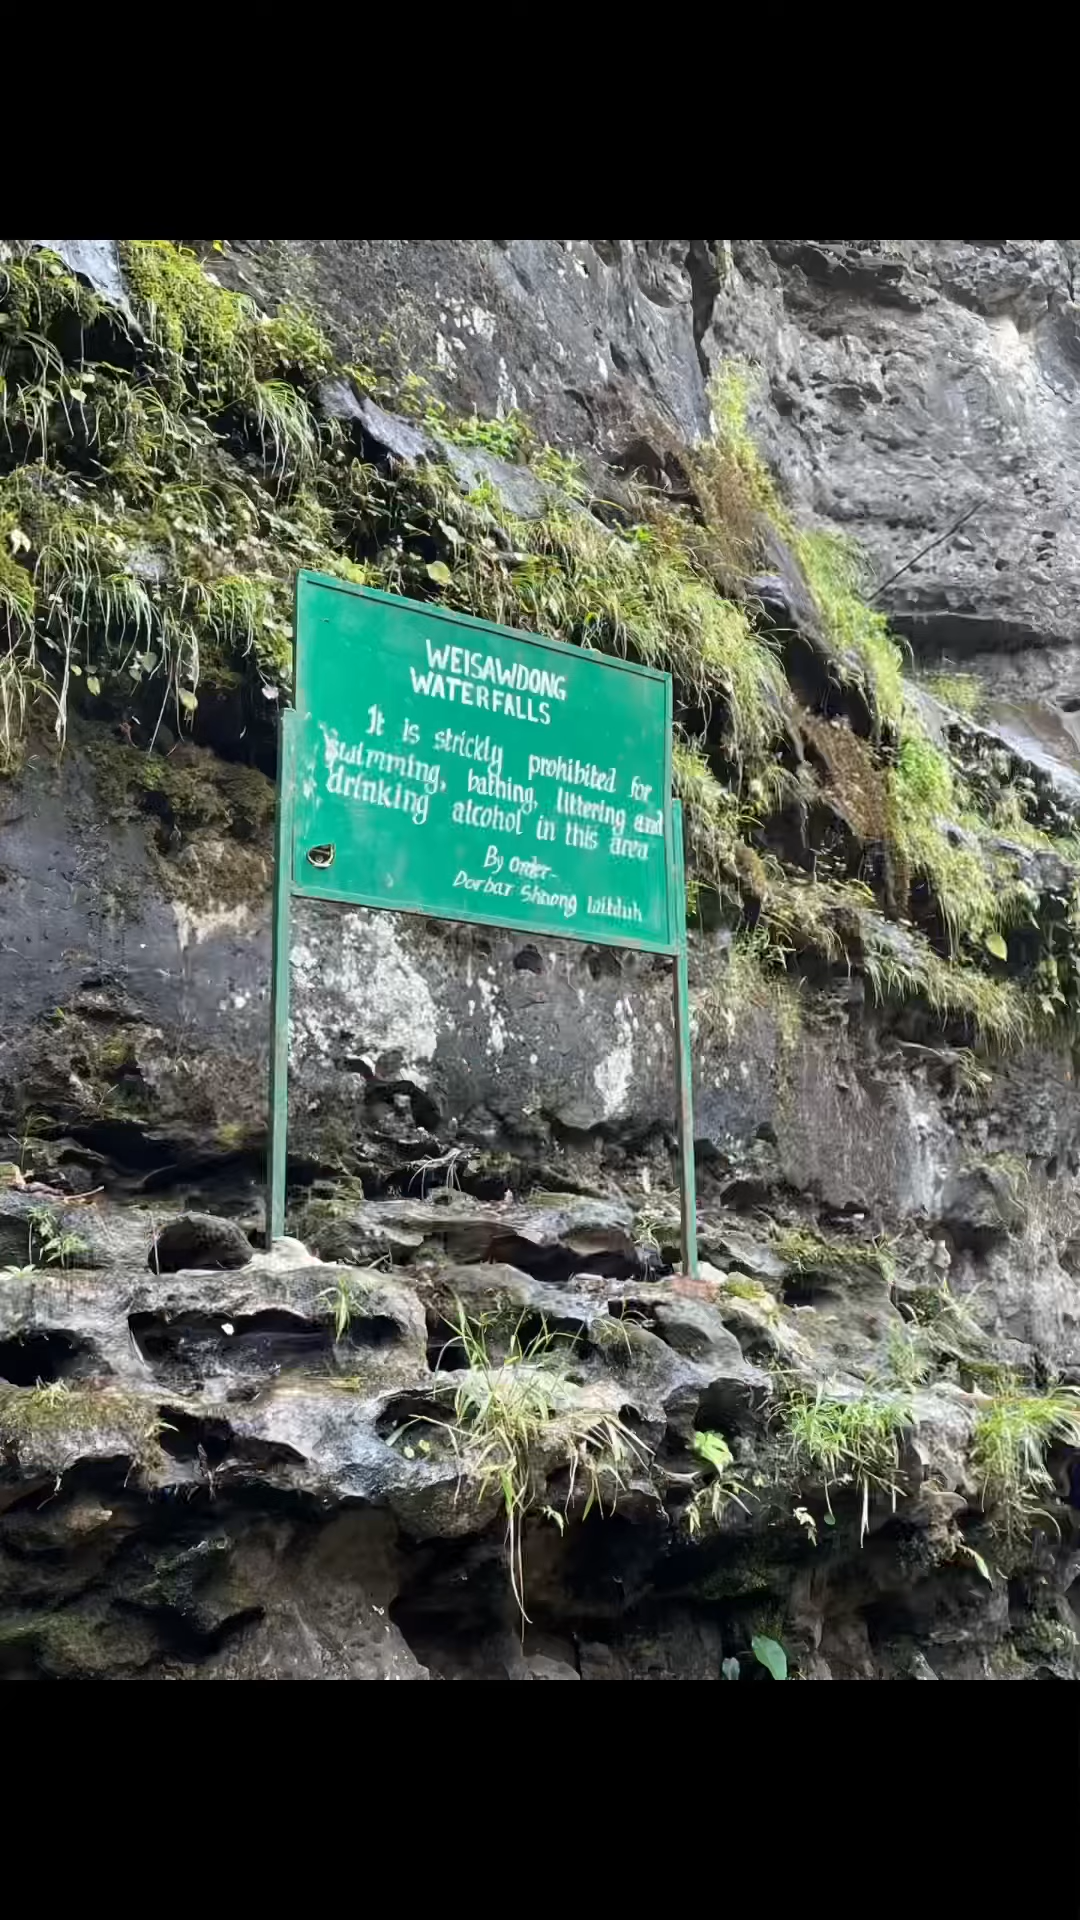 WEISAWDONG
WATERFALLS
It is strickly prohibited for
swimming, bathing, littering and
drinking alcohol in this area
By order-
Dorbar Shnong